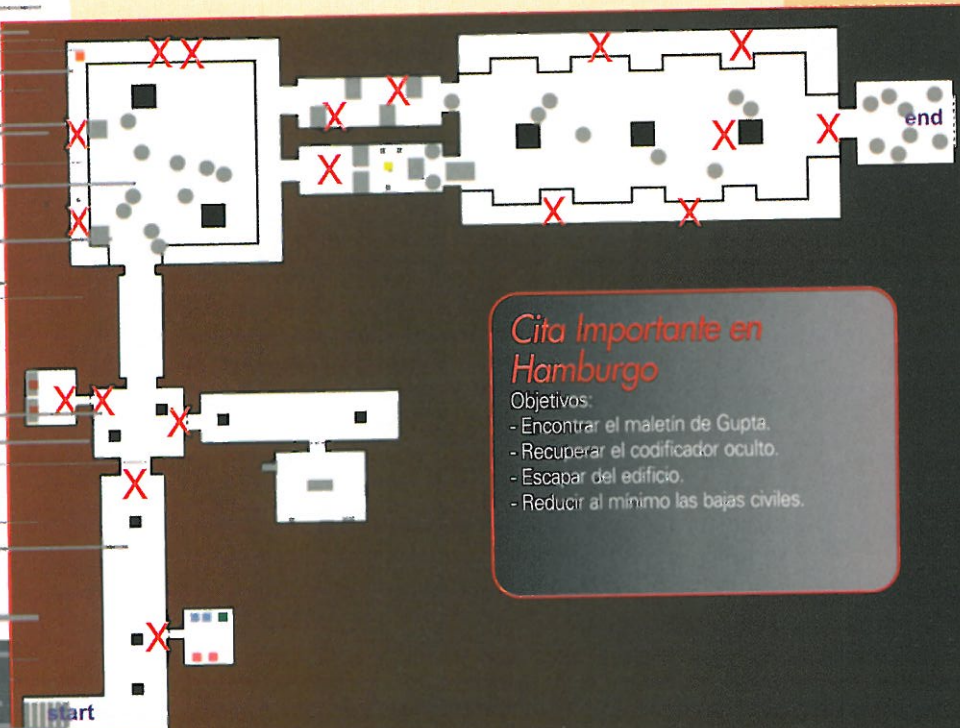 end
Cita Importante en
Hamburgo
Objetivos:
- Encontrar el maletín de Gupta.
- Recuperar el codificador oculto.
- Escapar del edificio.
- Reducir al mínimo las bajas civiles.
start